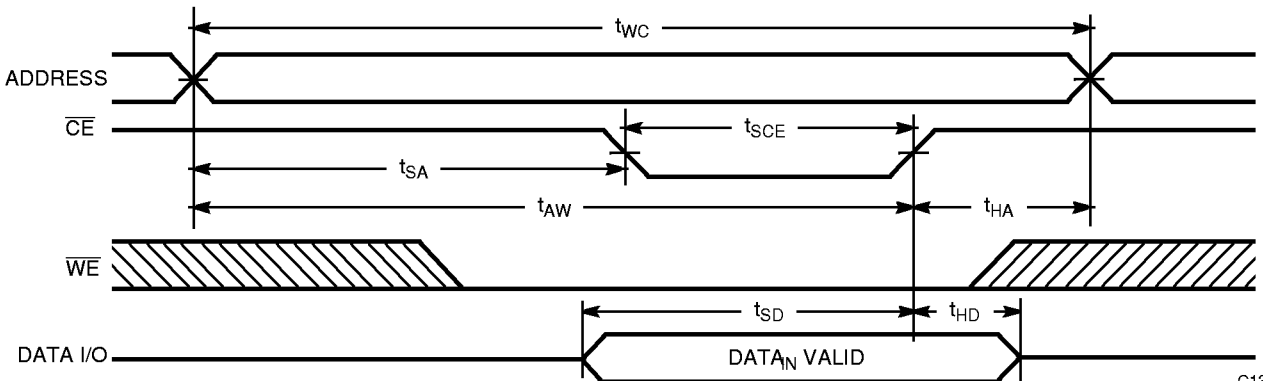 tWC
ADDRESS
CE
tSCE
tSA
tAW
tHA
WE
tSD
tHD
DATA I/O
DATAIN VALID